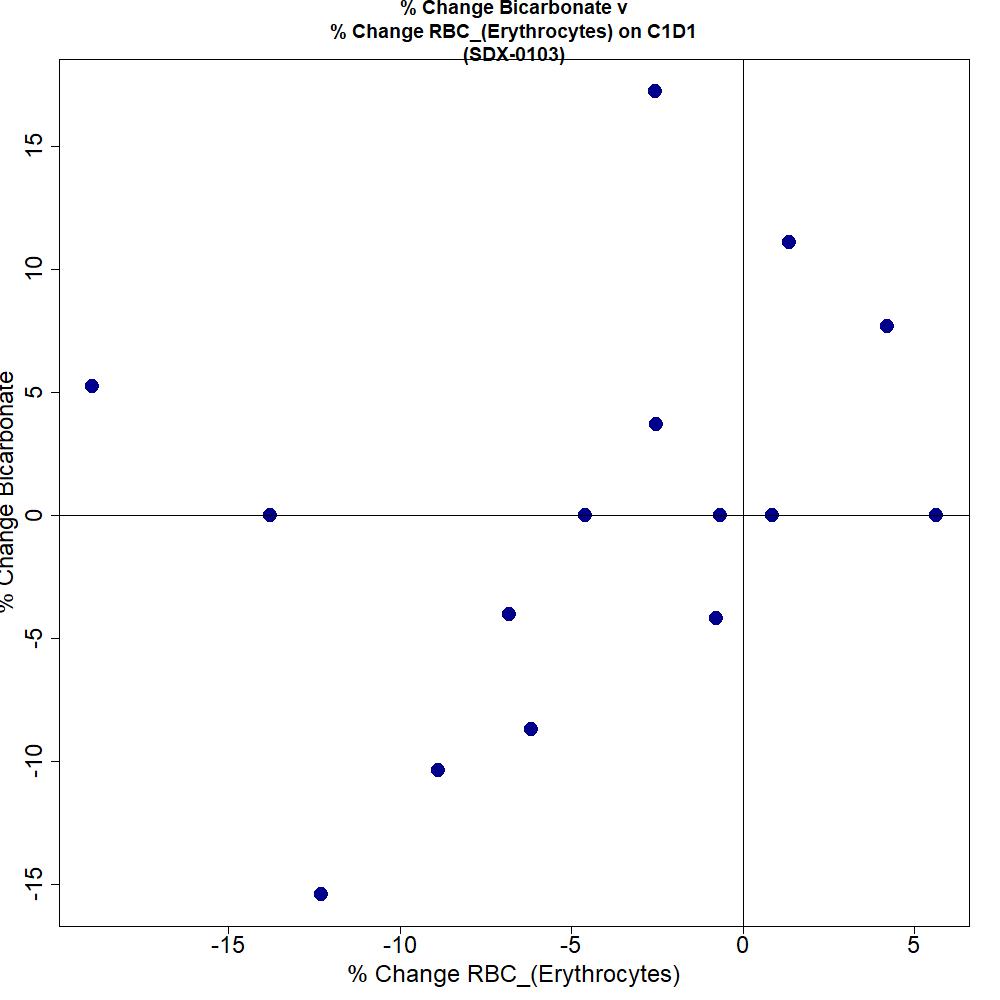 % Change Bicarbonate v
% Change RBC_(Erythrocytes) on C1D1
(SDX-0103)
% Change Bicarbonate
15
10
5
0
-5
-10
-15
-15 -10 -5 0 5
% Change RBC_(Erythrocytes)